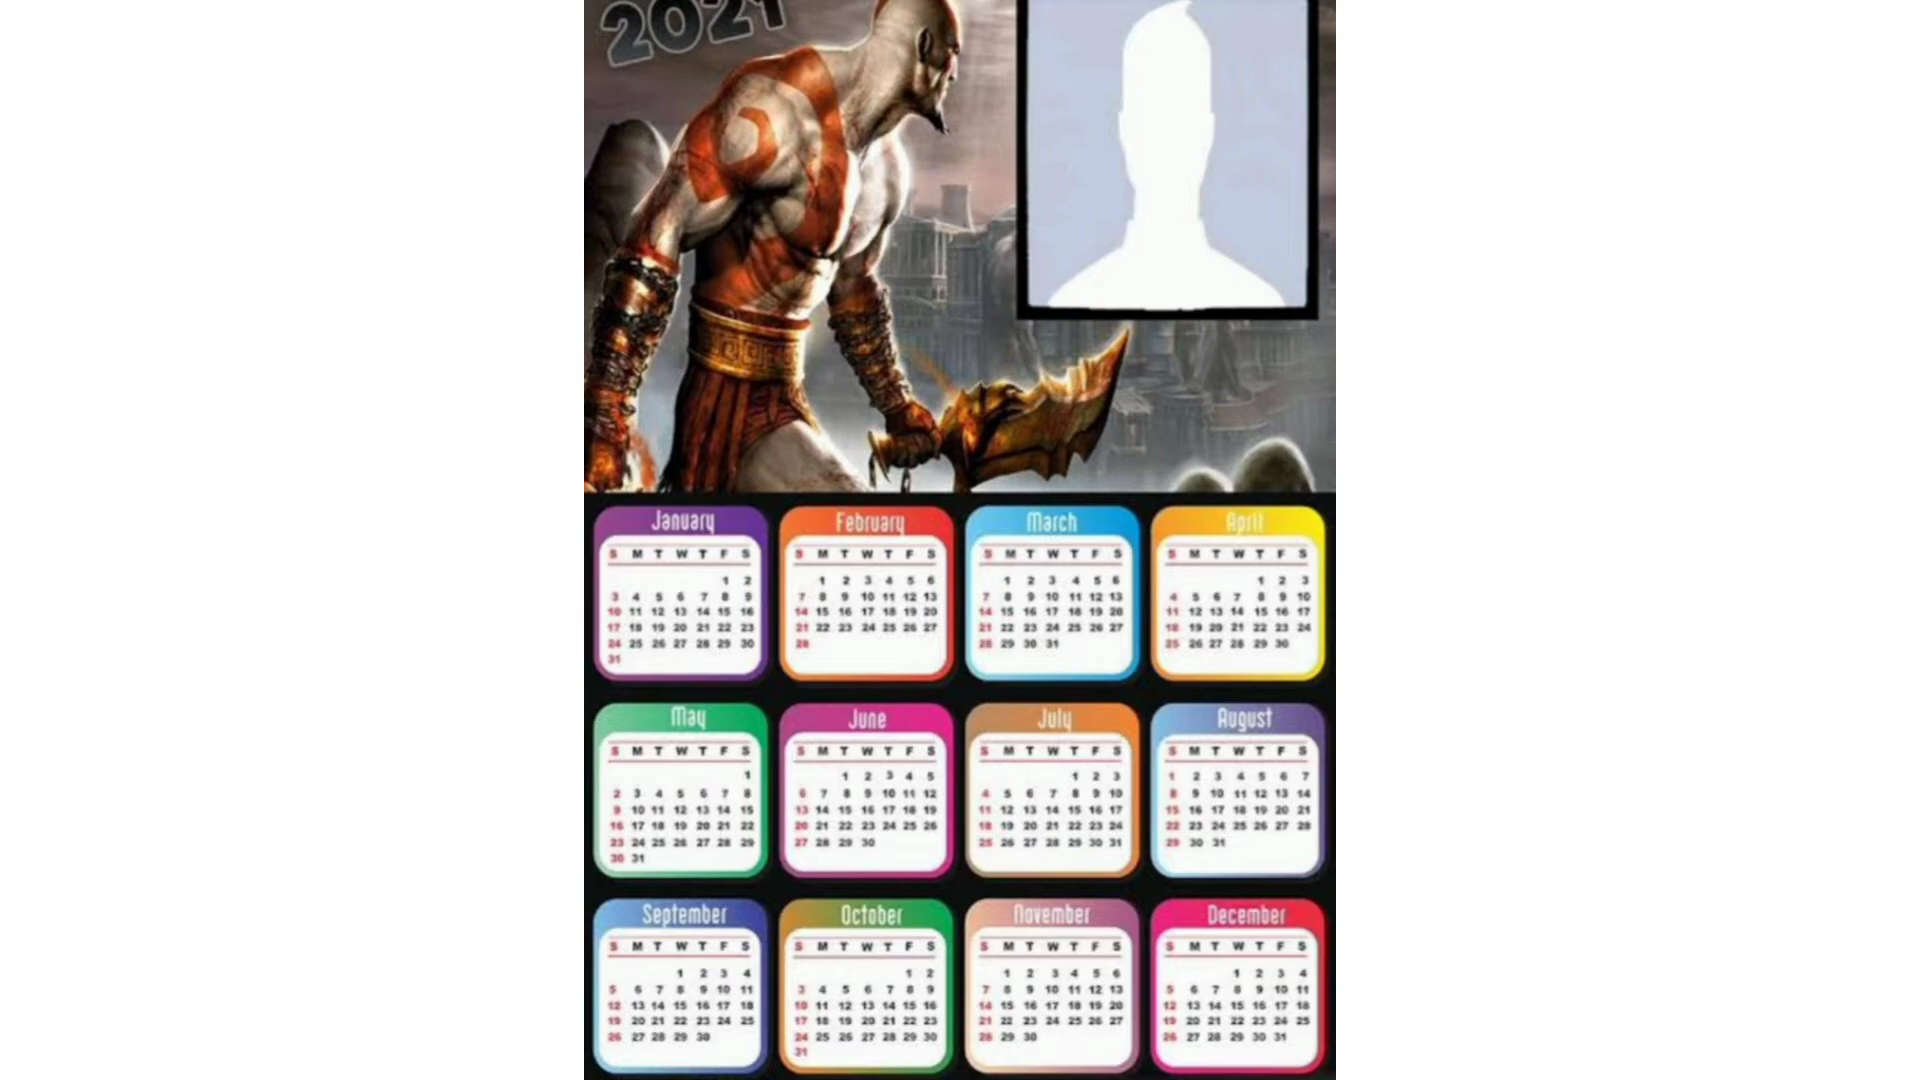 2021
January February March April
S M T W T F S S M T W T F S S M T W T F S S M T W T F S
1 2 1 2 3 4 5 6 1 2 3 4 5 6 1 2 3
3 4 5 6 7 8 9 7 8 9 10 11 12 13 7 8 9 10 11 12 13 4 5 6 7 8 9 10
10 11 12 13 14 15 16 14 15 16 17 18 19 20 14 15 16 17 18 19 20 11 12 13 14 15 16 17
17 18 19 20 21 22 23 21 22 23 24 25 26 27 21 22 23 24 25 26 27 18 19 20 21 22 23 24
24 25 26 27 28 29 30 28 28 29 30 31 25 26 27 28 29 30
31
May June July August
S M T W T F S S M T W T F S S M T W T F S S M T W T F S
1 1 2 3 4 5 1 2 3 1 2 3 4 5 6 7
2 3 4 5 6 7 8 6 7 8 9 10 11 12 4 5 6 7 8 9 10 8 9 10 11 12 13 14
9 10 11 12 13 14 15 13 14 15 16 17 18 19 11 12 13 14 15 16 17 15 16 17 18 19 20 21
16 17 18 19 20 21 22 20 21 22 23 24 25 26 18 19 20 21 22 23 24 22 23 24 25 26 27 28
23 24 25 26 27 28 29 27 28 29 30 25 26 27 28 29 30 31 29 30 31
30 31
September October November December
S M T W T F S S M T W T F S S M T W T F S S M T W T F S
1 2 3 4 1 2 1 2 3 4 5 6 1 2 3 4
5 6 7 8 9 10 11 3 4 5 6 7 8 9 7 8 9 10 11 12 13 5 6 7 8 9 10 11
12 13 14 15 16 17 18 10 11 12 13 14 15 16 14 15 16 17 18 19 20 12 13 14 15 16 17 18
19 20 21 22 23 24 25 17 18 19 20 21 22 23 21 22 23 24 25 26 27 19 20 21 22 23 24 25
26 27 28 29 30 24 25 26 27 28 29 30 28 29 30 26 27 28 29 30 31
31